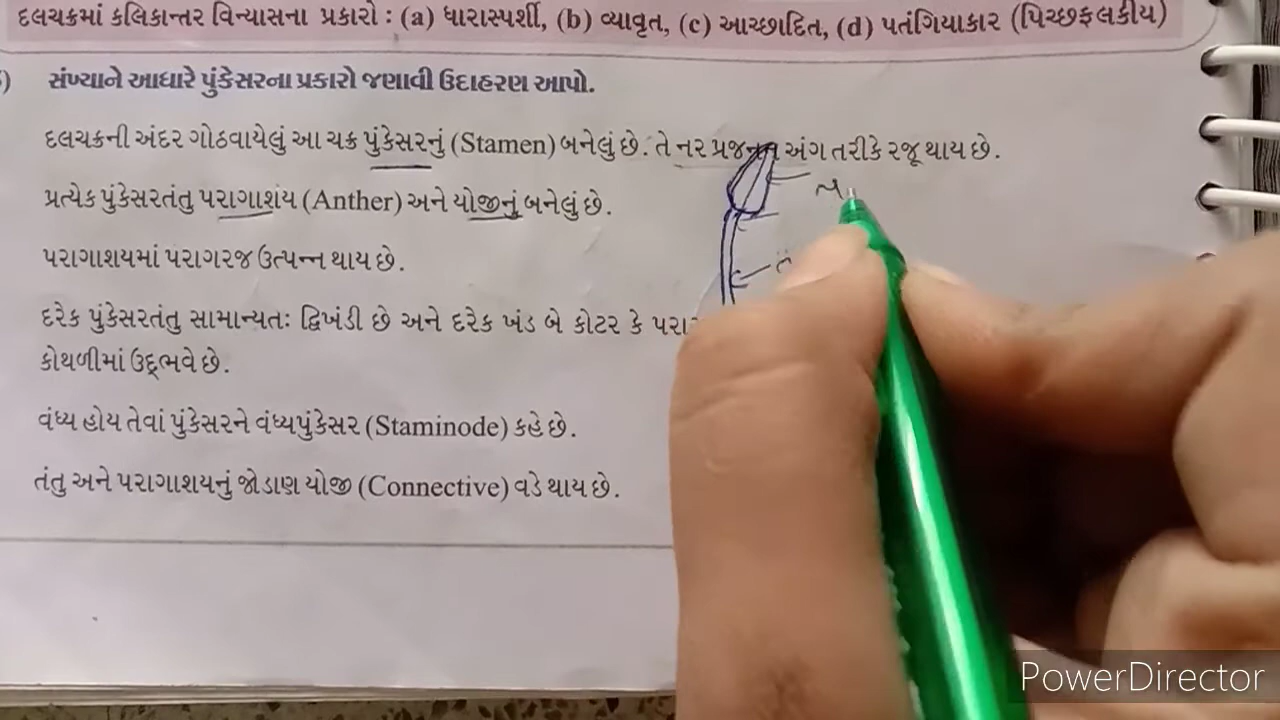 દલચક્રમાં કલિકાન્તર વિન્યાસના પ્રકારો : (a) ધારાસ્પર્શી, (b) વ્યાવૃત, (c) આચ્છાદિત, (d) પતંગિયાકાર (પિચ્છફલકીય)
સંખ્યાને આધારે પુંકેસરના પ્રકારો જણાવી ઉદાહરણ આપો.
દલચક્રની અંદર ગોઠવાયેલું આ ચક્ર પુંકેસરનું (Stamen) બનેલું છે. તે નર પ્રજનન અંગ તરીકે રજૂ થાય છે.
પ્રત્યેક પુંકેસરતંતુ પરાગાશય (Anther) અને યોજીનું બનેલું છે.
પરાગાશયમાં પરાગરજ ઉત્પન્ન થાય છે.
દરેક પુંકેસરતંતુ સામાન્યતઃ દ્વિખંડી છે અને દરેક ખંડ બે કોટર કે
કોથળીમાં ઉદ્ભવે છે.
વંધ્ય હોય તેવાં પુંકેસરને વંધ્યપુંકેસર (Staminode) કહે છે.
તંતુ અને પરાગાશયનું જોડાણ યોજી (Connective) વડે થાય છે.
PowerDirector